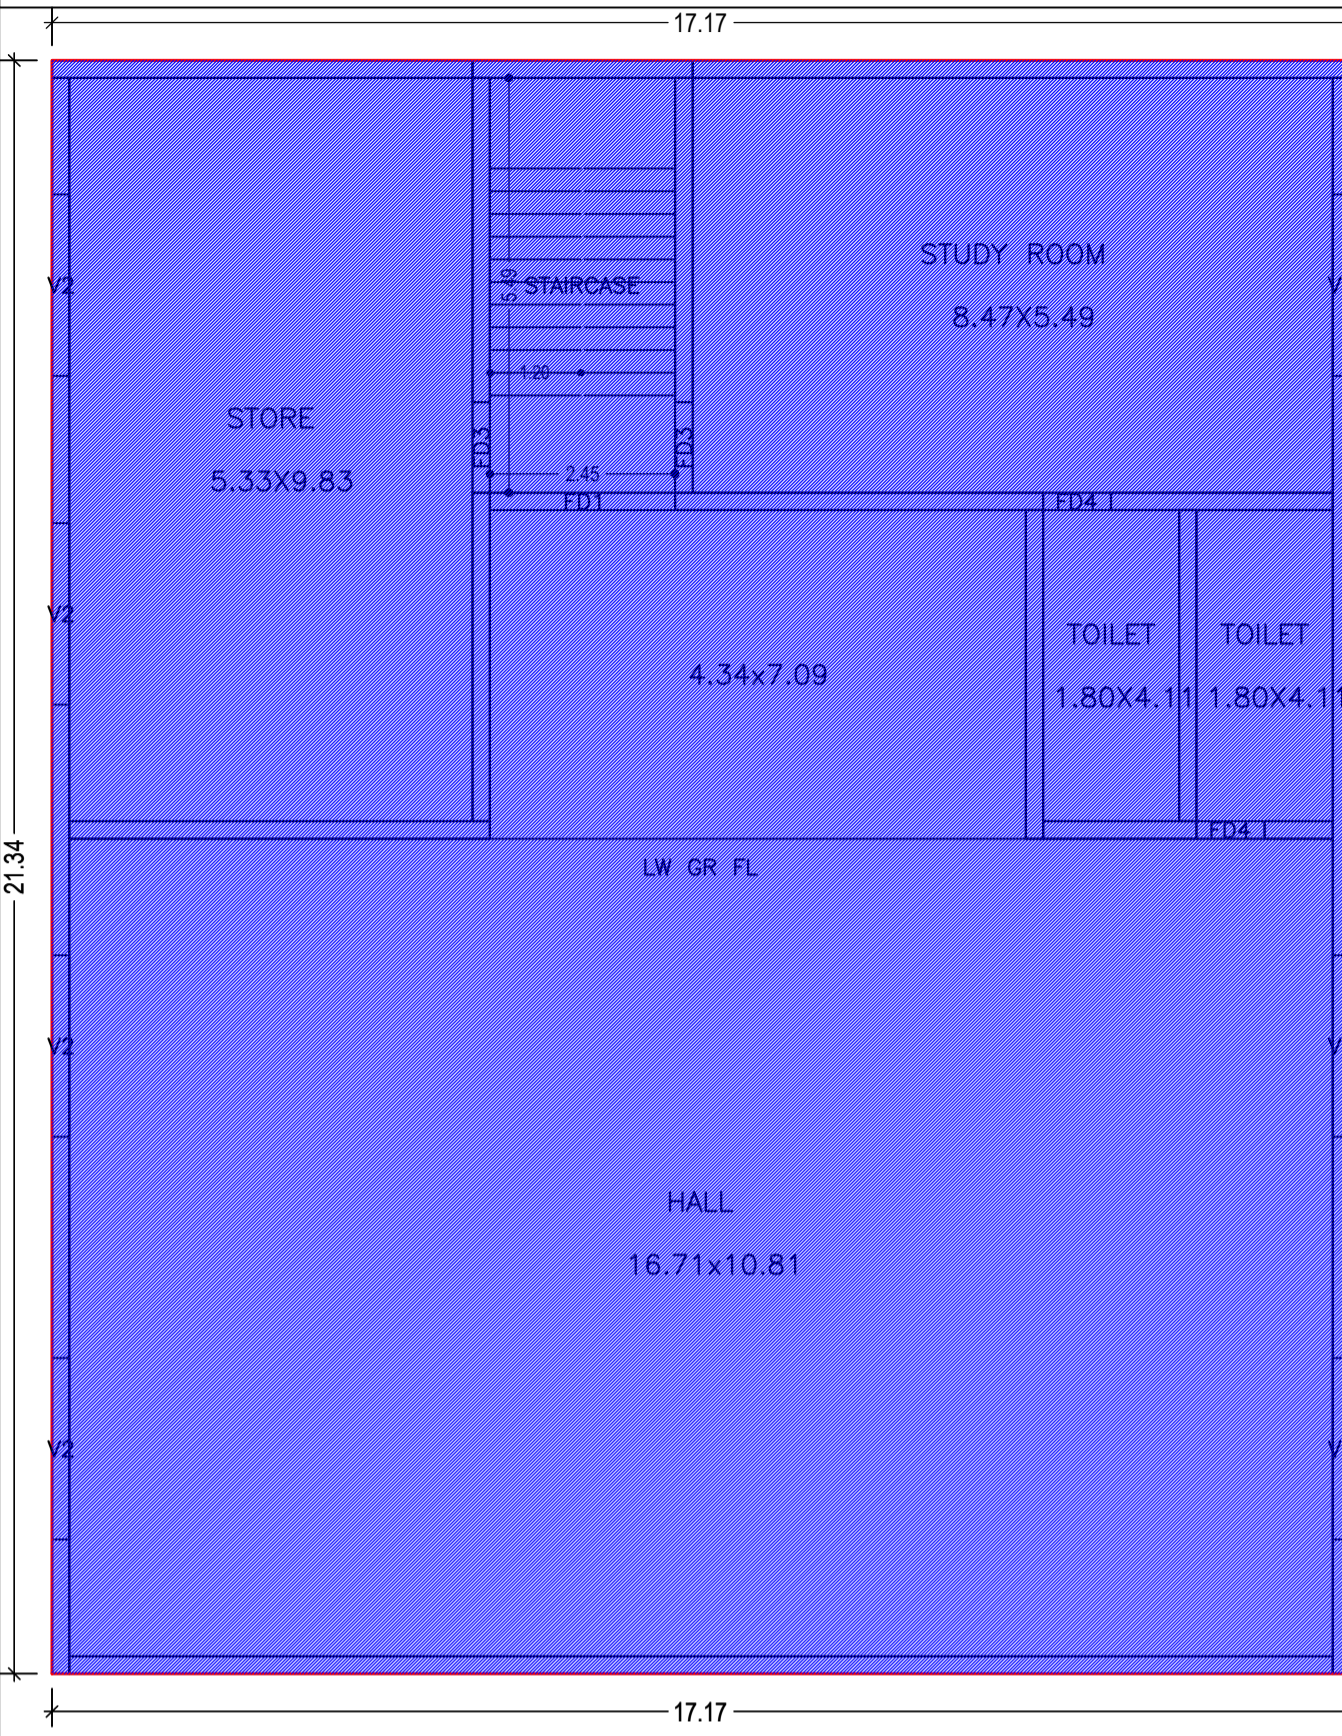 17.17
V2
STUDY ROOM
8.47X5.49
5.49
STAIRCASE
V
1.20
STORE
5.33X9.83
FD3
FD3
2.45
FD1
FD4
V2
TOILET
1.80X4.11
TOILET
1.80X4.11
4.34x7.09
FD4
21.34
LW GR FL
V2
V
HALL
16.71x10.81
V2
V
17.17